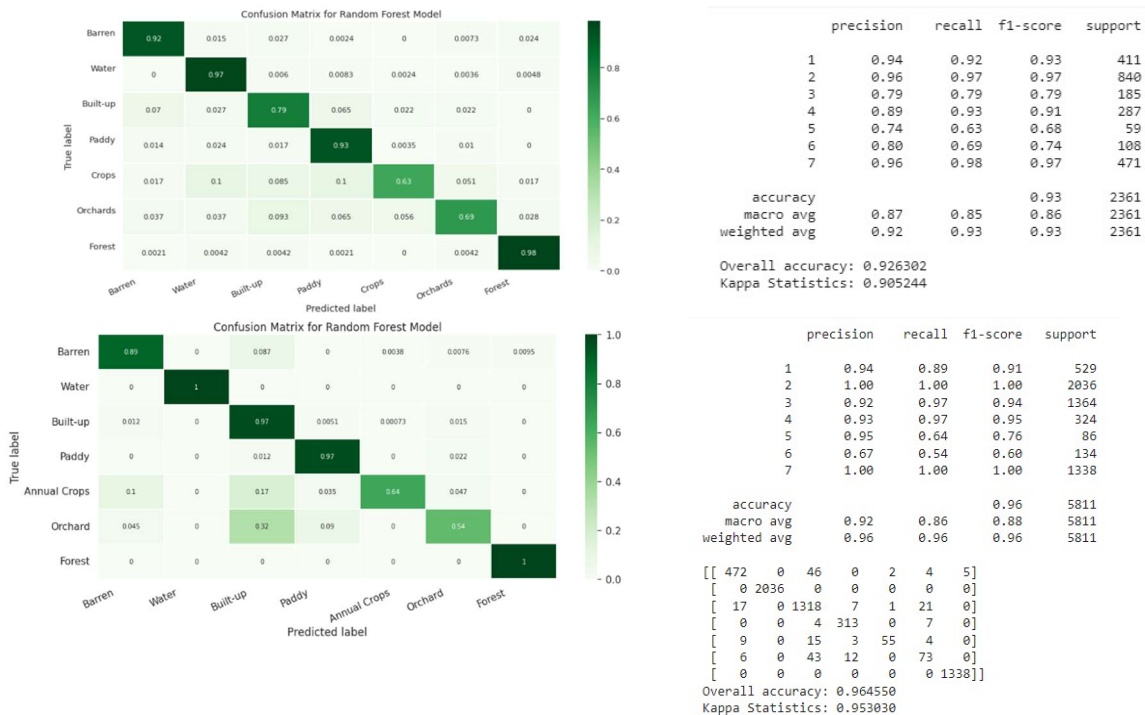 Confusion Matrix for Random Forest Model
Barren 0.92 0.015 0.027 0.0024 0 0.0073 0.024
Water 0 0.97 0.006 0.0083 0.0024 0.0036 0.0048
Built-up 0.07 0.027 0.79 0.065 0.022 0.022 0
Paddy 0.014 0.024 0.017 0.93 0.0035 0.01 0
Crops 0.017 0.1 0.085 0.1 0.63 0.051 0.017
Orchards 0.037 0.037 0.093 0.065 0.056 0.69 0.028
Forest 0.0021 0.0042 0.0042 0.0021 0 0.0042 0.98
True label
Barren Water Built-up Paddy Crops Orchards Forest
Predicted label
0.8
0.6
0.4
0.2
0.0
precision recall f1-score support
1 0.94 0.92 0.93 411
2 0.96 0.97 0.97 840
3 0.79 0.79 0.79 185
4 0.89 0.93 0.91 287
5 0.74 0.63 0.68 59
6 0.80 0.69 0.74 108
7 0.96 0.98 0.97 471
accuracy 0.93 2361
macro avg 0.87 0.85 0.86 2361
weighted avg 0.92 0.93 0.93 2361
Overall accuracy: 0.926302
Kappa Statistics: 0.905244
Confusion Matrix for Random Forest Model
Barren 0.89 0 0.087 0 0.0038 0.0076 0.0095
Water 0 1 0 0 0 0 0
Built-up 0.012 0 0.97 0.0051 0.00073 0.015 0
Paddy 0 0 0.012 0.97 0 0.022 0
Annual Crops 0.1 0 0.17 0.035 0.64 0.047 0
Orchard 0.045 0 0.32 0.09 0 0.54 0
Forest 0 0 0 0 0 0 1
True label
Barren Water Built-up Paddy Annual Crops Orchard Forest
Predicted label
1.0
0.8
0.6
0.4
0.2
0.0
precision recall f1-score support
1 0.94 0.89 0.91 529
2 1.00 1.00 1.00 2036
3 0.92 0.97 0.94 1364
4 0.93 0.97 0.95 324
5 0.95 0.64 0.76 86
6 0.67 0.54 0.60 134
7 1.00 1.00 1.00 1338
accuracy 0.96 5811
macro avg 0.92 0.86 0.88 5811
weighted avg 0.96 0.96 0.96 5811
[[ 472 0 46 0 2 4 5]
[ 0 2036 0 0 0 0 0]
[ 17 0 1318 7 1 21 0]
[ 0 0 4 313 0 7 0]
[ 9 0 15 3 55 4 0]
[ 6 0 43 12 0 73 0]
[ 0 0 0 0 0 0 1338]]
Overall accuracy: 0.964550
Kappa Statistics: 0.953030